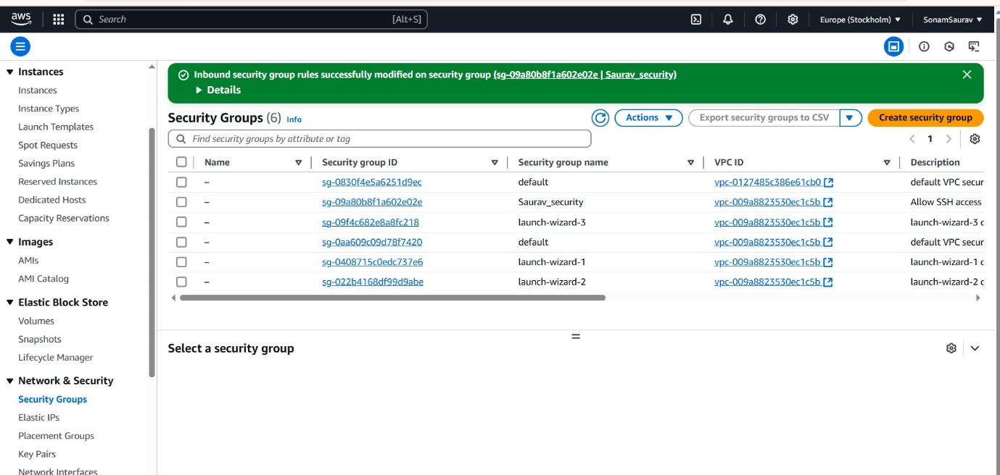 aws Search [Alt+S] Europe (Stockholm) SonamSaurav
Instances
Instances
Instance Types
Launch Templates
Spot Requests
Savings Plans
Reserved Instances
Dedicated Hosts
Capacity Reservations
Images
AMIs
AMI Catalog
Elastic Block Store
Volumes
Snapshots
Lifecycle Manager
Network & Security
Security Groups
Elastic IPs
Placement Groups
Key Pairs
Network Interfaces
Inbound security group rules successfully modified on security group (sg-09a80b8f1a602e02e | Saurav_security)
Details
Security Groups (6) Info Actions Export security groups to CSV Create security group
Find security groups by attribute or tag 1
Name Security group ID Security group name VPC ID Description
– sg-0830f4e5a6251d9ec default vpc-0127485c386e61cb0 default VPC secur
– sg-09a80b8f1a602e02e Saurav_security vpc-009a8823530ec1c5b Allow SSH access
– sg-09f4c682e8a8fc218 launch-wizard-3 vpc-009a8823530ec1c5b launch-wizard-3 c
– sg-0aa609c09d78f7420 default vpc-009a8823530ec1c5b default VPC secur
– sg-0408715c0edc737e6 launch-wizard-1 vpc-009a8823530ec1c5b launch-wizard-1 c
– sg-022b4168df99d9abe launch-wizard-2 vpc-009a8823530ec1c5b launch-wizard-2 c
Select a security group